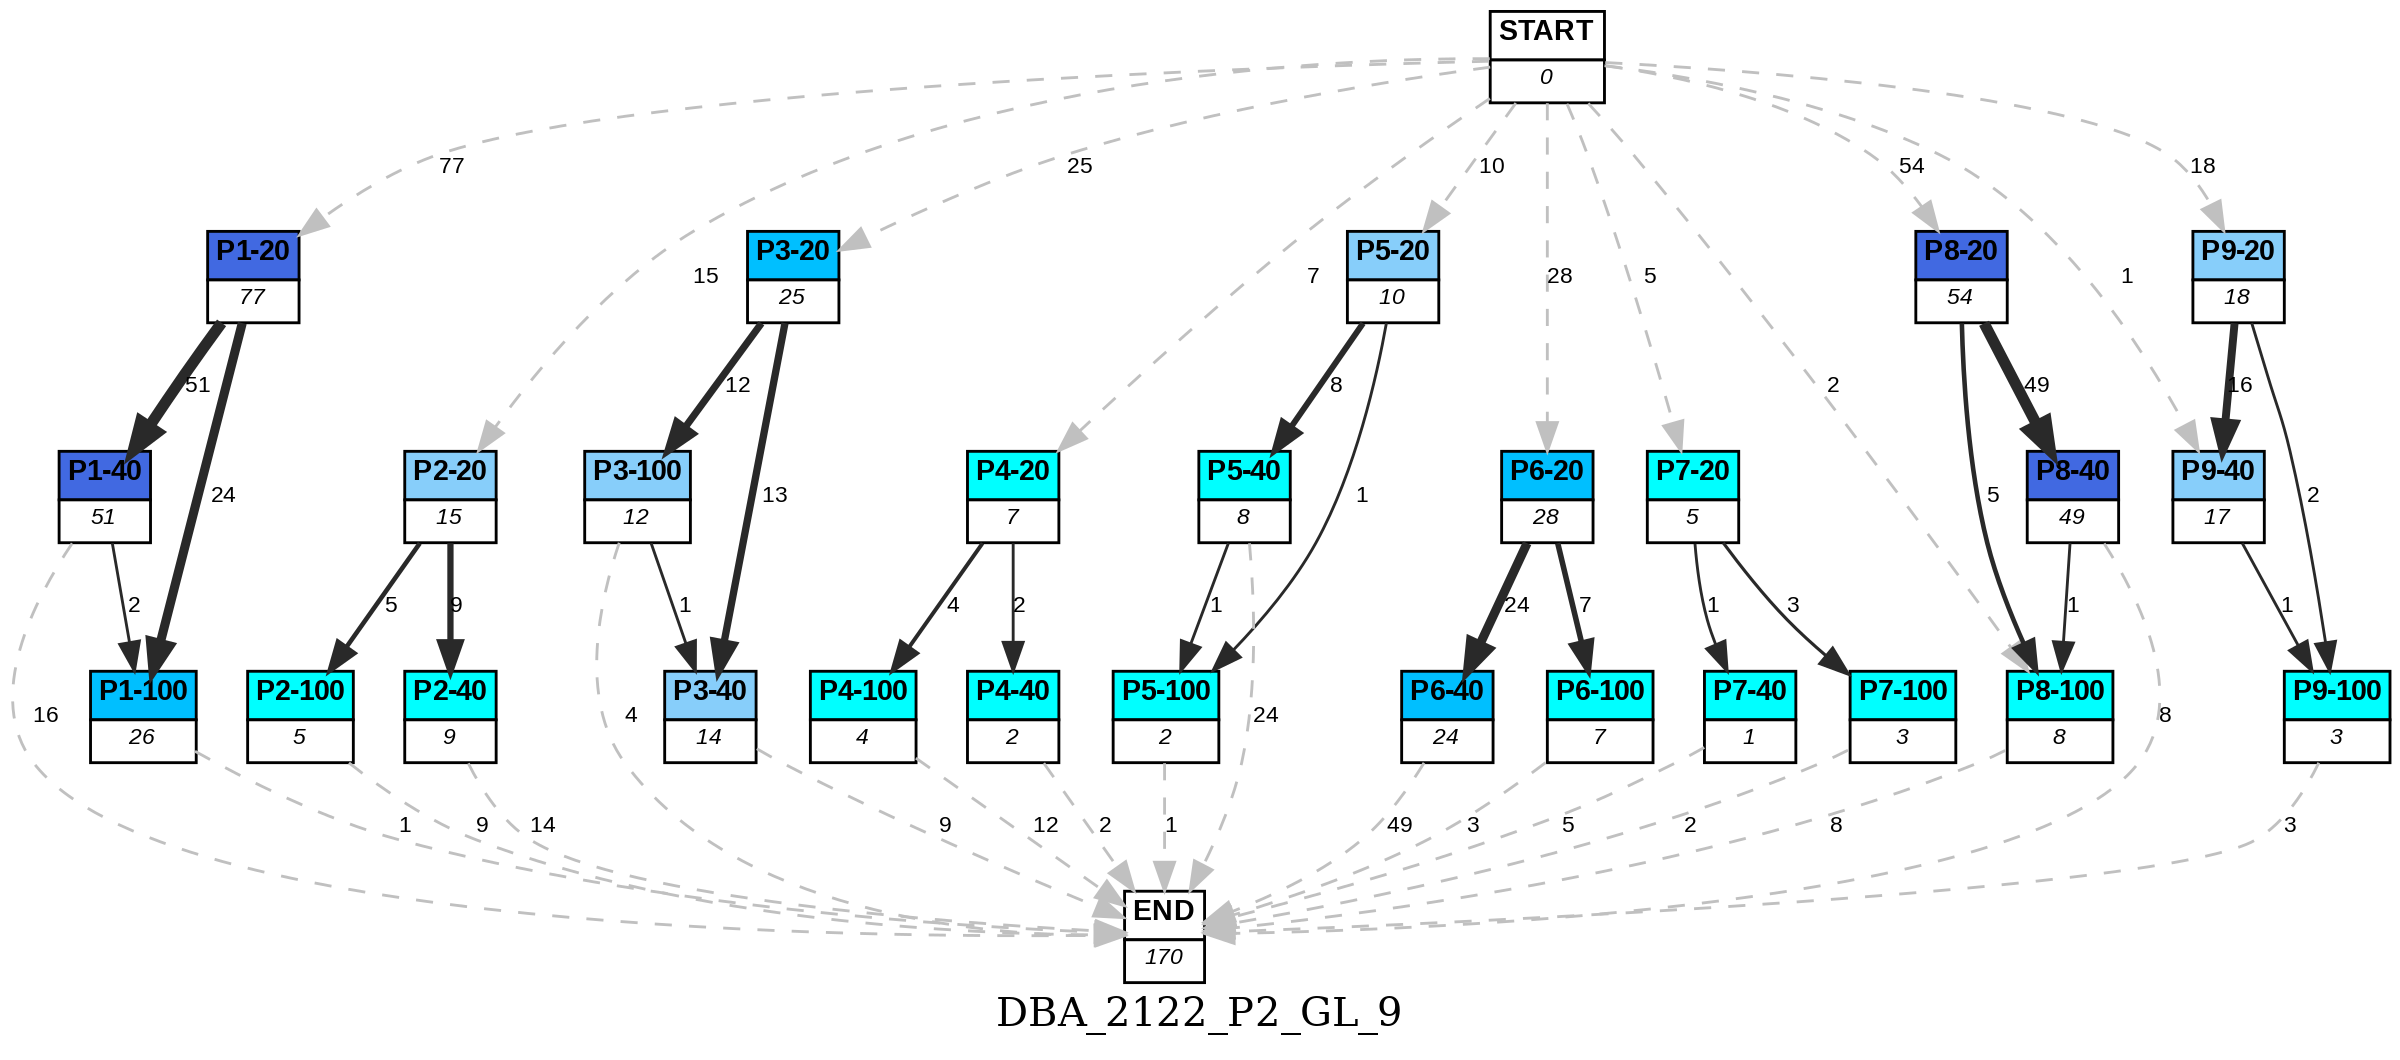 START
0
77
25
10
54
18
P1-20
77
P3-20
25
P5-20
10
P8-20
54
P9-20
18
15
7
28
5
1
51
12
8
2
49
16
P1-40
51
P2-20
15
P3-100
12
P4-20
7
P5-40
8
P6-20
28
P7-20
5
P8-40
49
P9-40
17
24
13
1
5
2
2
5
9
1
4
2
1
24
7
1
3
1
1
P1-100
26
P2-100
5
P2-40
9
P3-40
14
P4-100
4
P4-40
2
P5-100
2
P6-40
24
P6-100
7
P7-40
1
P7-100
3
P8-100
8
P9-100
3
16
4
24
8
1
9
14
9
12
2
1
49
3
5
2
8
3
END
170
DBA_2122_P2_GL_9